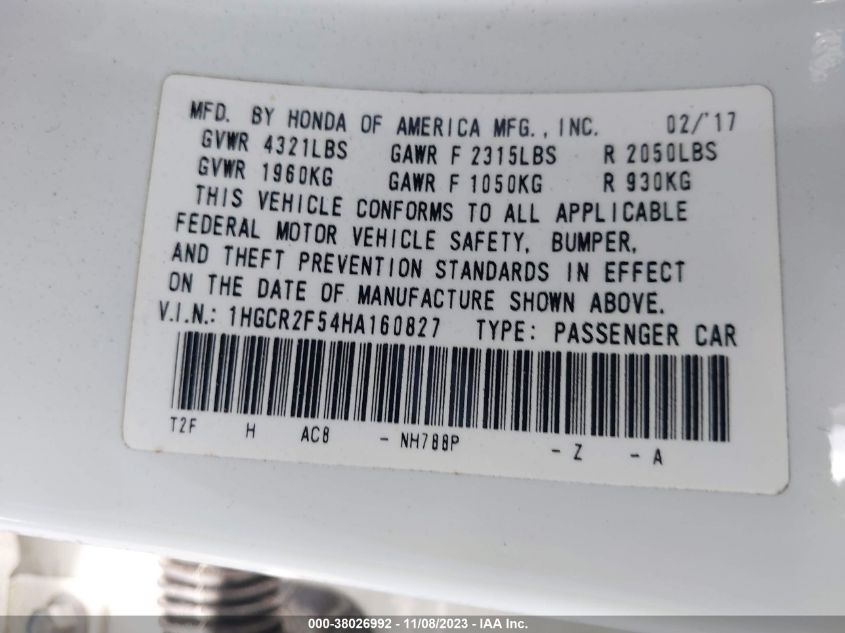 MFD. BY HONDA OF AMERICA MFG., INC. 02/'17
GVWR 4321LBS GAWR F 2315LBS R 2050LBS
GVWR 1960KG GAWR F 1050KG R 930KG
THIS VEHICLE CONFORMS TO ALL APPLICABLE
FEDERAL MOTOR VEHICLE SAFETY, BUMPER,
AND THEFT PREVENTION STANDARDS IN EFFECT
ON THE DATE OF MANUFACTURE SHOWN ABOVE.
V.I.N.: 1HGCR2F54HA160827 TYPE: PASSENGER CAR
T2F H AC8 - NH788P - Z - A
000-38026992 - 11/08/2023 - IAA Inc.